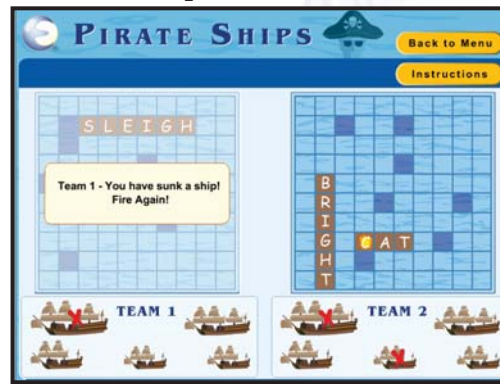 PIRATE SHIPS
Back to Menu
Instructions
SLEIGH
Team 1 - You have sunk a ship!
Fire Again!
BRIGHT
CAT
TEAM 1
TEAM 2